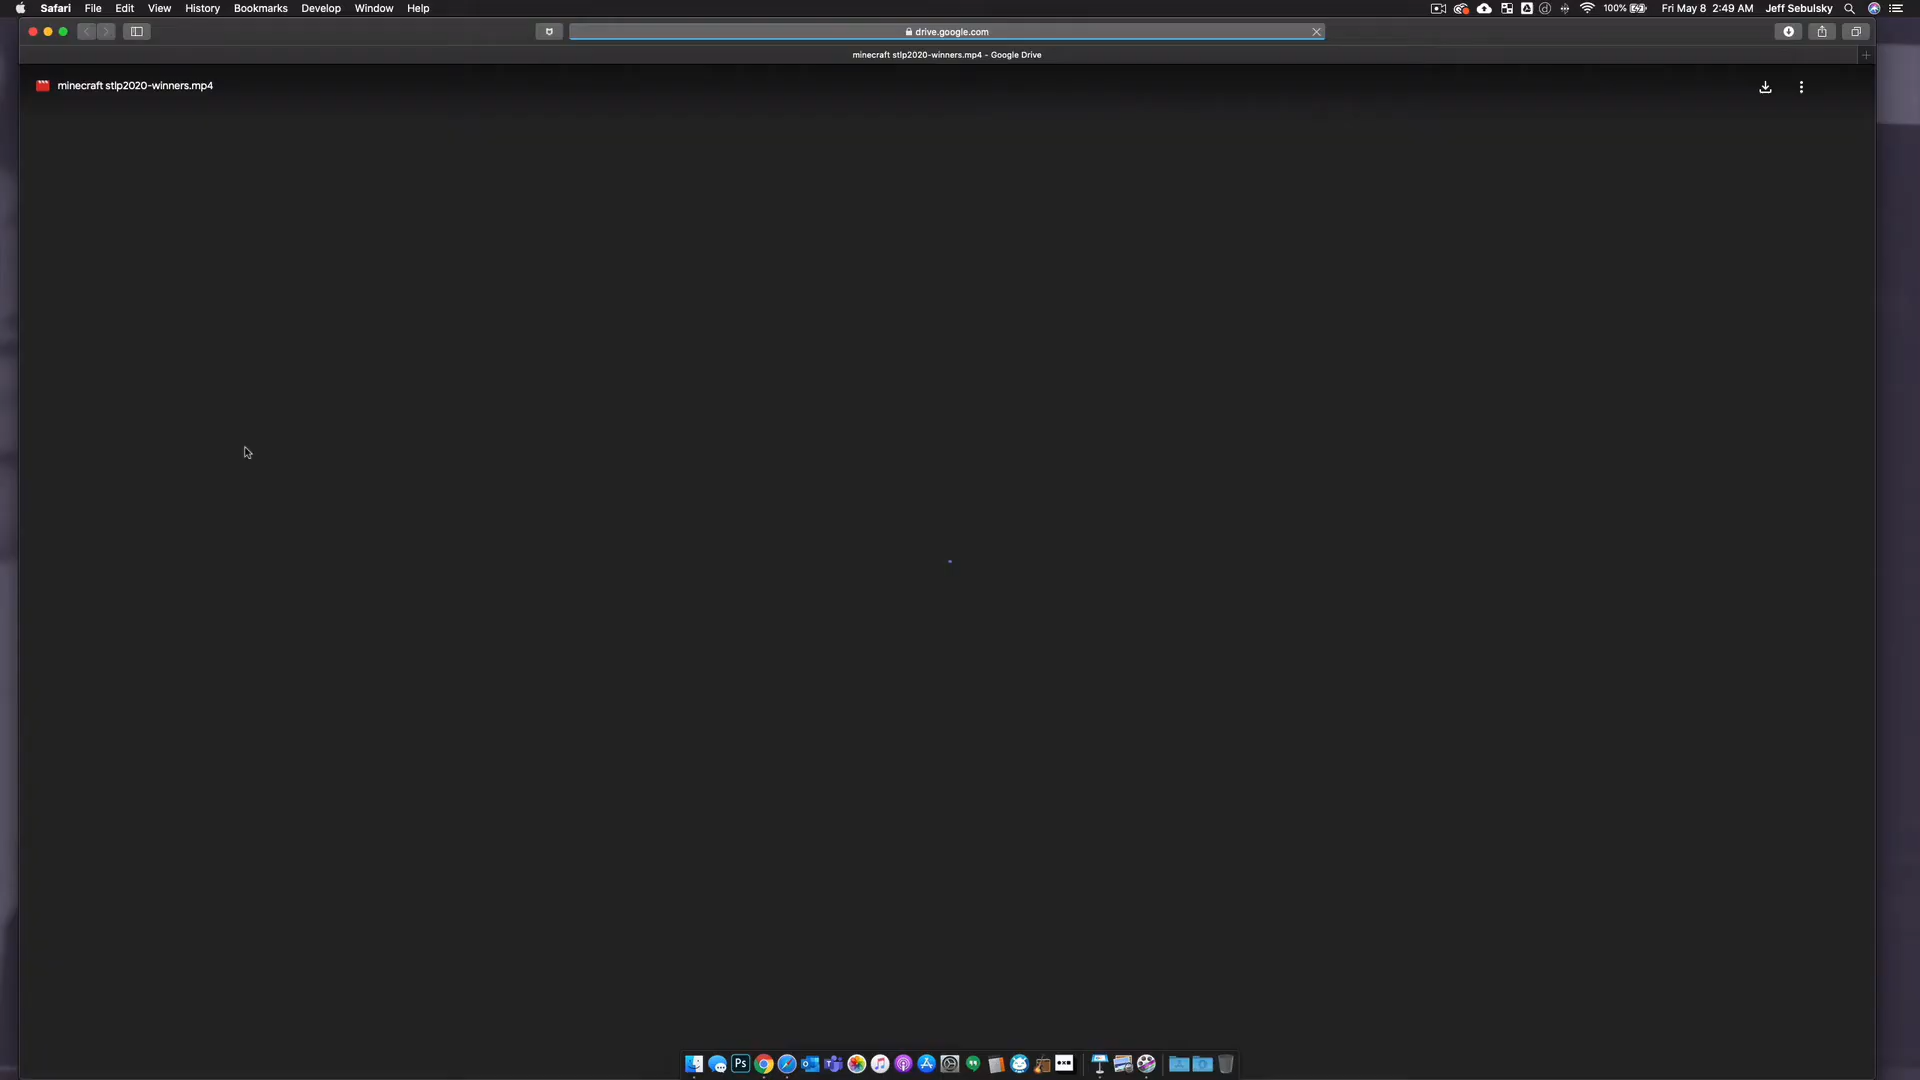 Safari File Edit View History Bookmarks Develop Window Help 100% Fri May 8 2:49 AM Jeff Sebulsky
drive.google.com
minecraft stlp2020-winners.mp4 - Google Drive
minecraft stlp2020-winners.mp4
Ps